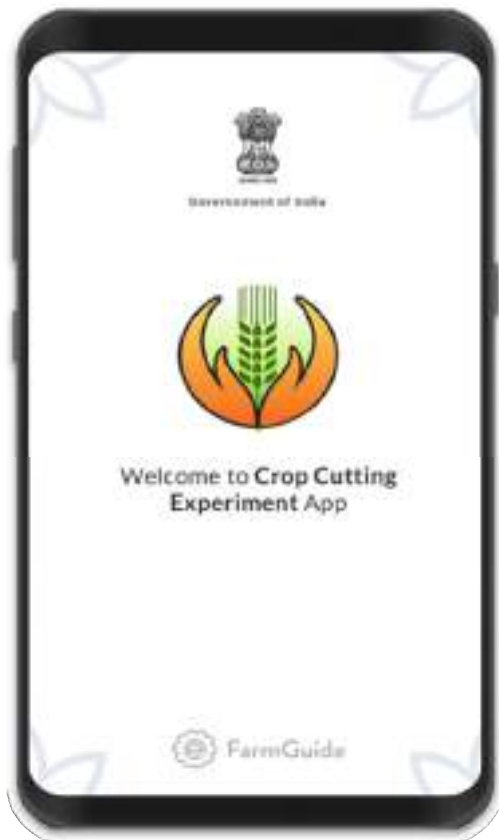 Government of India
Welcome to Crop Cutting
Experiment App
FarmGuide